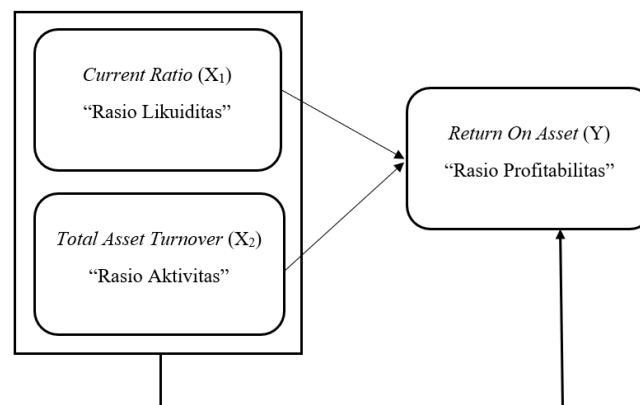 Current Ratio (X₁)
“Rasio Likuiditas”
Total Asset Turnover (X₂)
“Rasio Aktivitas”
Return On Asset (Y)
“Rasio Profitabilitas”